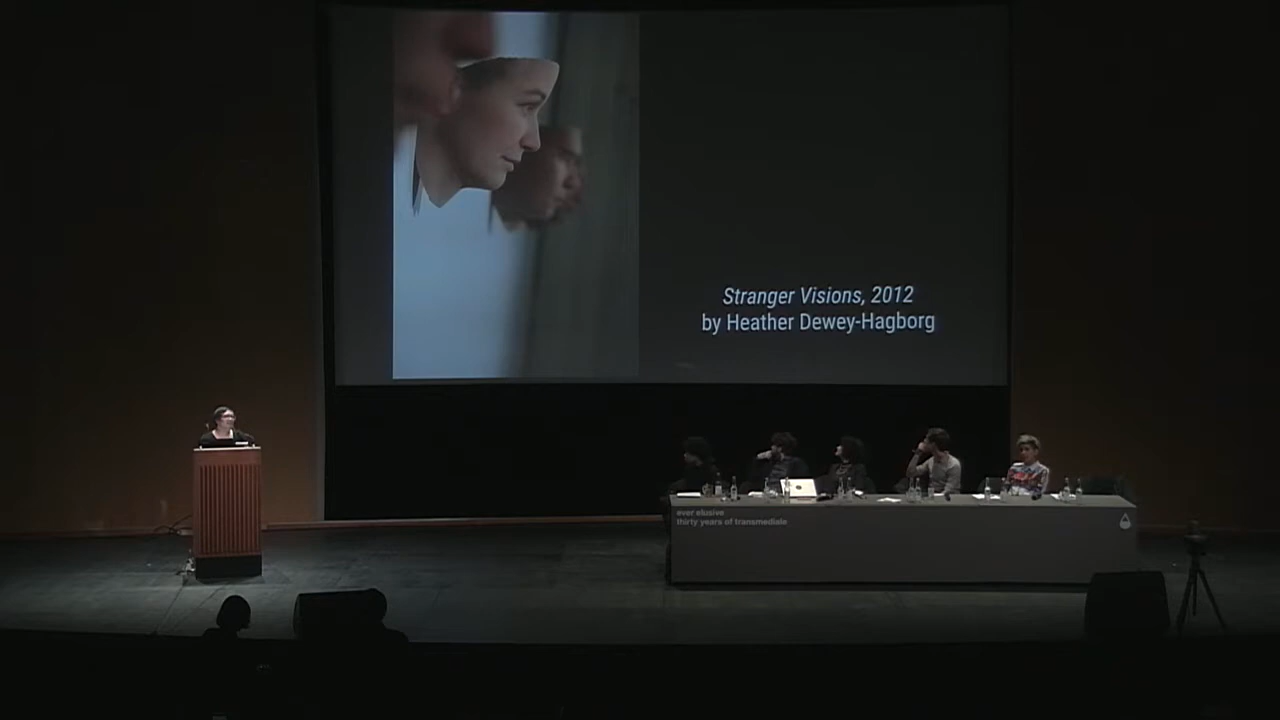 Stranger Visions, 2012
by Heather Dewey-Hagborg
ever elusive
thirty years of transmediale